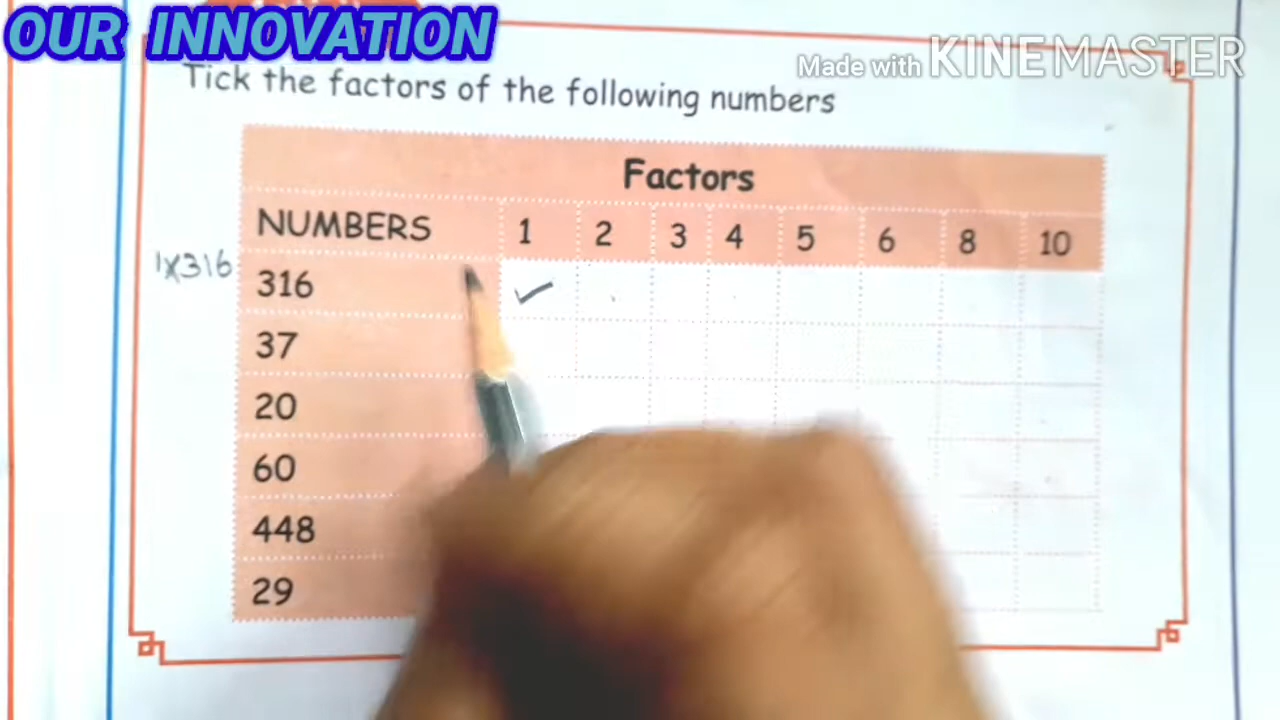 OUR INNOVATION
Made with KINEMASTER
Tick the factors of the following numbers
Factors
NUMBERS 1 2 3 4 5 6 8 10
1x316 316 ✓
37
20
60
448
29